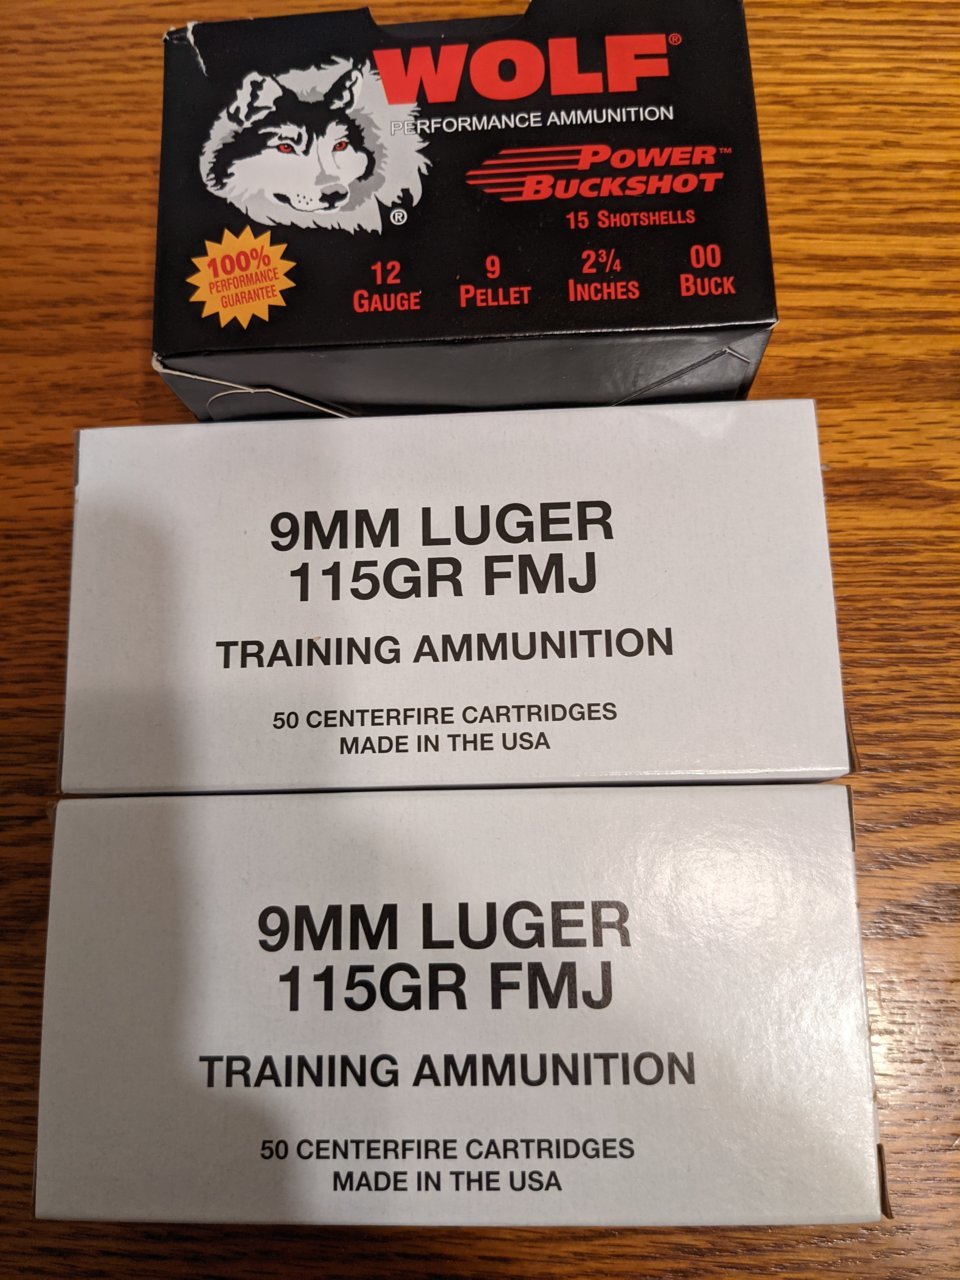 WOLF®
PERFORMANCE AMMUNITION
POWER™
BUCKSHOT
15 SHOTSHELLS
®
100%
PERFORMANCE
GUARANTEE
12
GAUGE
9
PELLET
2¾
INCHES
00
BUCK
9MM LUGER
115GR FMJ
TRAINING AMMUNITION
50 CENTERFIRE CARTRIDGES
MADE IN THE USA
9MM LUGER
115GR FMJ
TRAINING AMMUNITION
50 CENTERFIRE CARTRIDGES
MADE IN THE USA